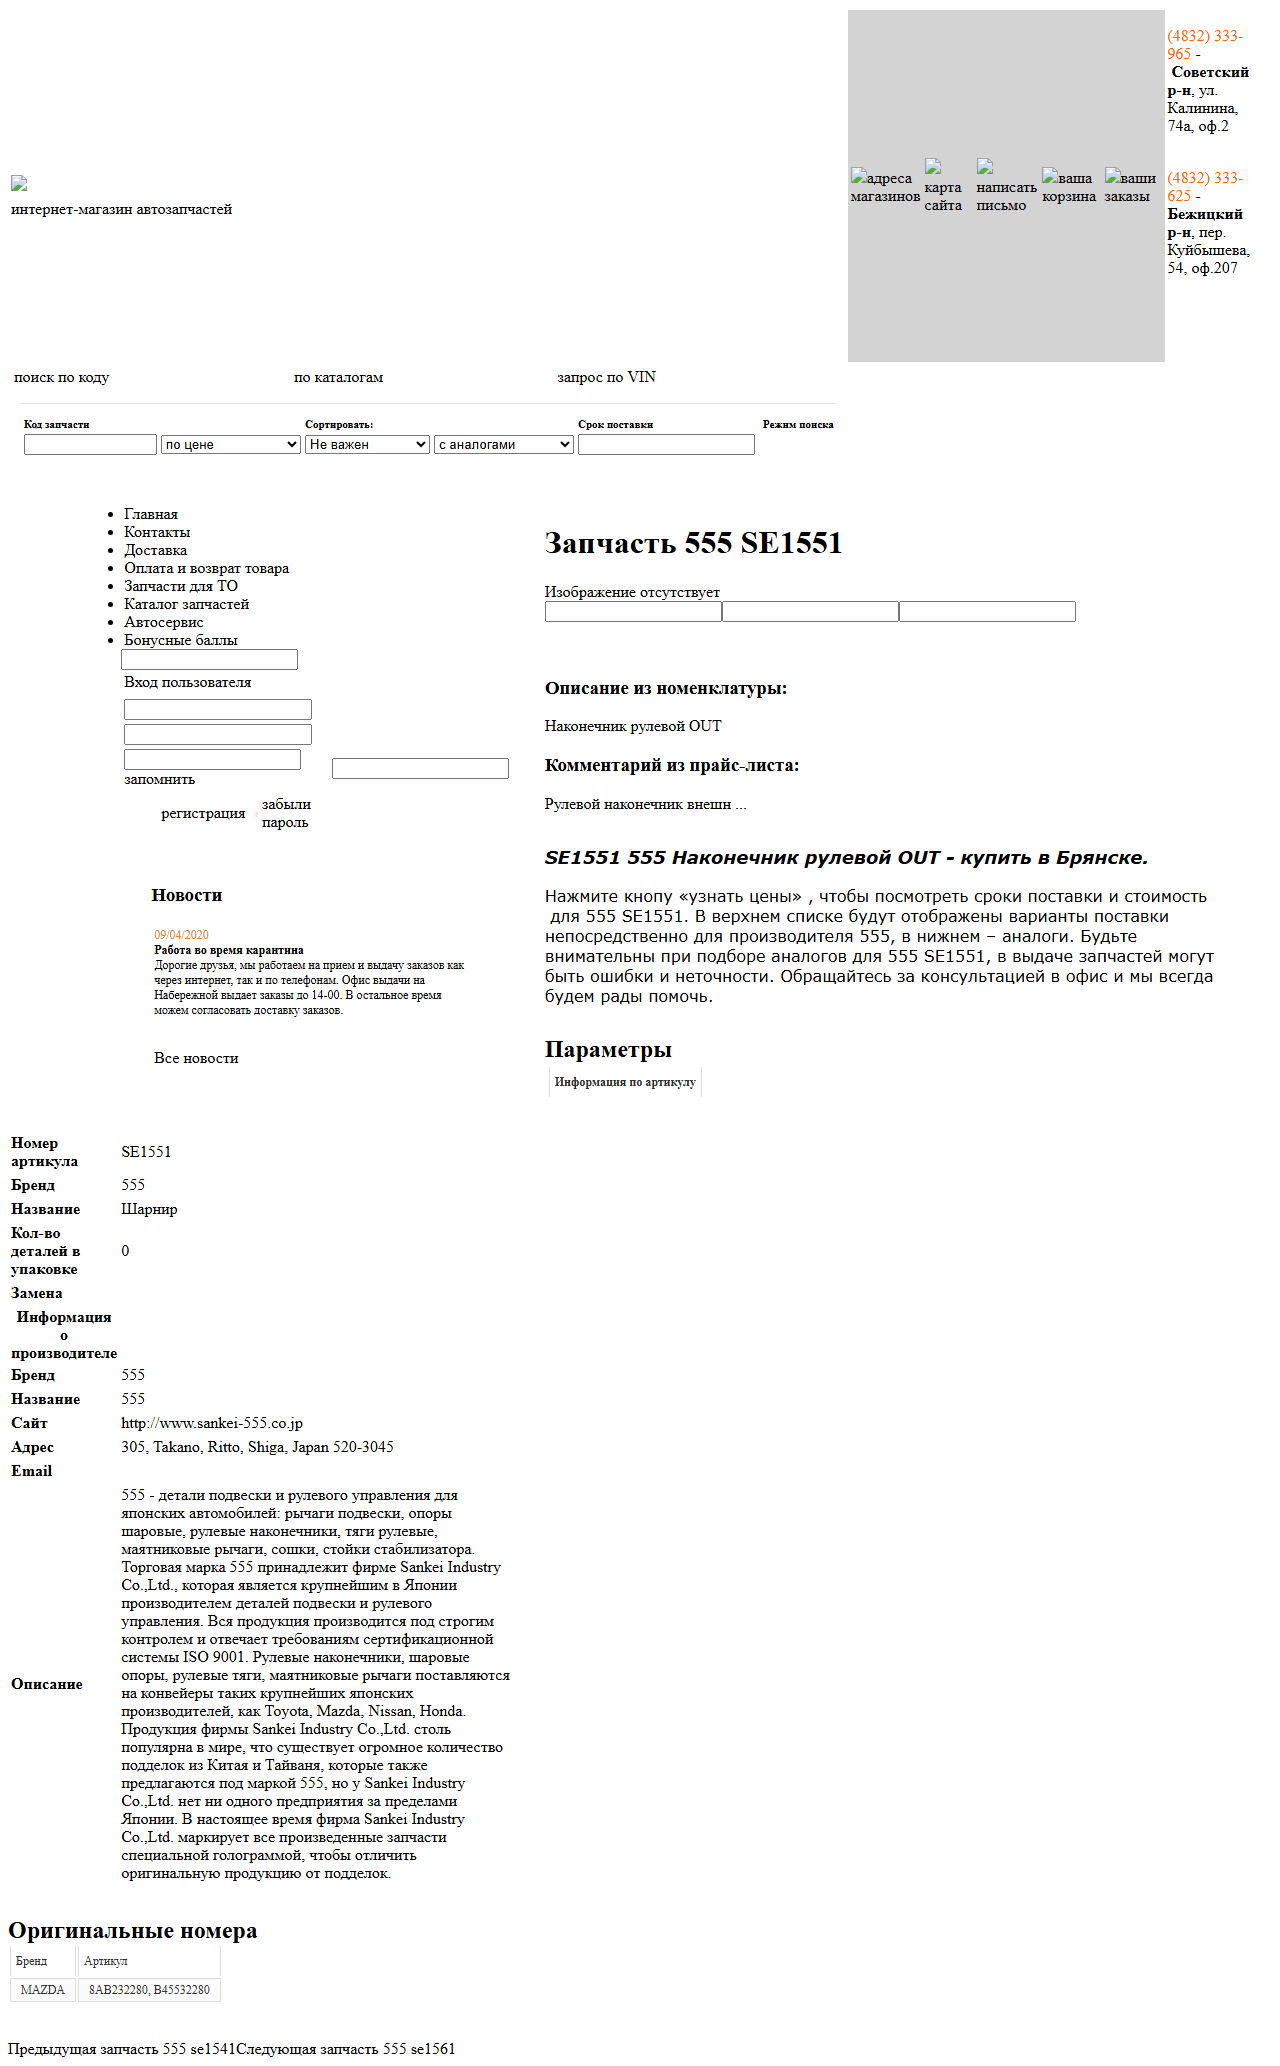 интернет-магазин автозапчастей
адреса магазинов
карта сайта
написать письмо
ваша корзина
ваши заказы
(4832) 333-
965 -
Советский
р-н, ул.
Калинина,
74а, оф.2
(4832) 333-
625 -
Бежицкий
р-н, пер.
Куйбышева,
54, оф.207
поиск по коду
по каталогам
запрос по VIN
Код запчасти
Сортировать:
Срок поставки
Режим поиска
по цене
Не важен
с аналогами
Главная
Контакты
Доставка
Оплата и возврат товара
Запчасти для ТО
Каталог запчастей
Автосервис
Бонусные баллы
Вход пользователя
запомнить
регистрация
забыли
пароль
Новости
09/04/2020
Работа во время карантина
Дорогие друзья, мы работаем на прием и выдачу заказов как
через интернет, так и по телефонам. Офис выдачи на
Набережной выдает заказы до 14-00. В остальное время
можем согласовать доставку заказов.
Все новости
Запчасть 555 SE1551
Изображение отсутствует
Описание из номенклатуры:
Наконечник рулевой OUT
Комментарий из прайс-листа:
Рулевой наконечник внешн ...
SE1551 555 Наконечник рулевой OUT - купить в Брянске.
Нажмите кнопу «узнать цены» , чтобы посмотреть сроки поставки и стоимость
для 555 SE1551. В верхнем списке будут отображены варианты поставки
непосредственно для производителя 555, в нижнем – аналоги. Будьте
внимательны при подборе аналогов для 555 SE1551, в выдаче запчастей могут
быть ошибки и неточности. Обращайтесь за консультацией в офис и мы всегда
будем рады помочь.
Параметры
Информация по артикулу
Номер
артикула
SE1551
Бренд
555
Название
Шарнир
Кол-во
деталей в
упаковке
0
Замена
Информация
о
производителе
Бренд
555
Название
555
Сайт
http://www.sankei-555.co.jp
Адрес
305, Takano, Ritto, Shiga, Japan 520-3045
Email
Описание
555 - детали подвески и рулевого управления для
японских автомобилей: рычаги подвески, опоры
шаровые, рулевые наконечники, тяги рулевые,
маятниковые рычаги, сошки, стойки стабилизатора.
Торговая марка 555 принадлежит фирме Sankei Industry
Co.,Ltd., которая является крупнейшим в Японии
производителем деталей подвески и рулевого
управления. Вся продукция производится под строгим
контролем и отвечает требованиям сертификационной
системы ISO 9001. Рулевые наконечники, шаровые
опоры, рулевые тяги, маятниковые рычаги поставляются
на конвейеры таких крупнейших японских
производителей, как Toyota, Mazda, Nissan, Honda.
Продукция фирмы Sankei Industry Co.,Ltd. столь
популярна в мире, что существует огромное количество
подделок из Китая и Тайваня, которые также
предлагаются под маркой 555, но у Sankei Industry
Co.,Ltd. нет ни одного предприятия за пределами
Японии. В настоящее время фирма Sankei Industry
Co.,Ltd. маркирует все произведенные запчасти
специальной голограммой, чтобы отличить
оригинальную продукцию от подделок.
Оригинальные номера
Бренд
Артикул
MAZDA
8AB232280, B45532280
Предыдущая запчасть 555 se1541Следующая запчасть 555 se1561